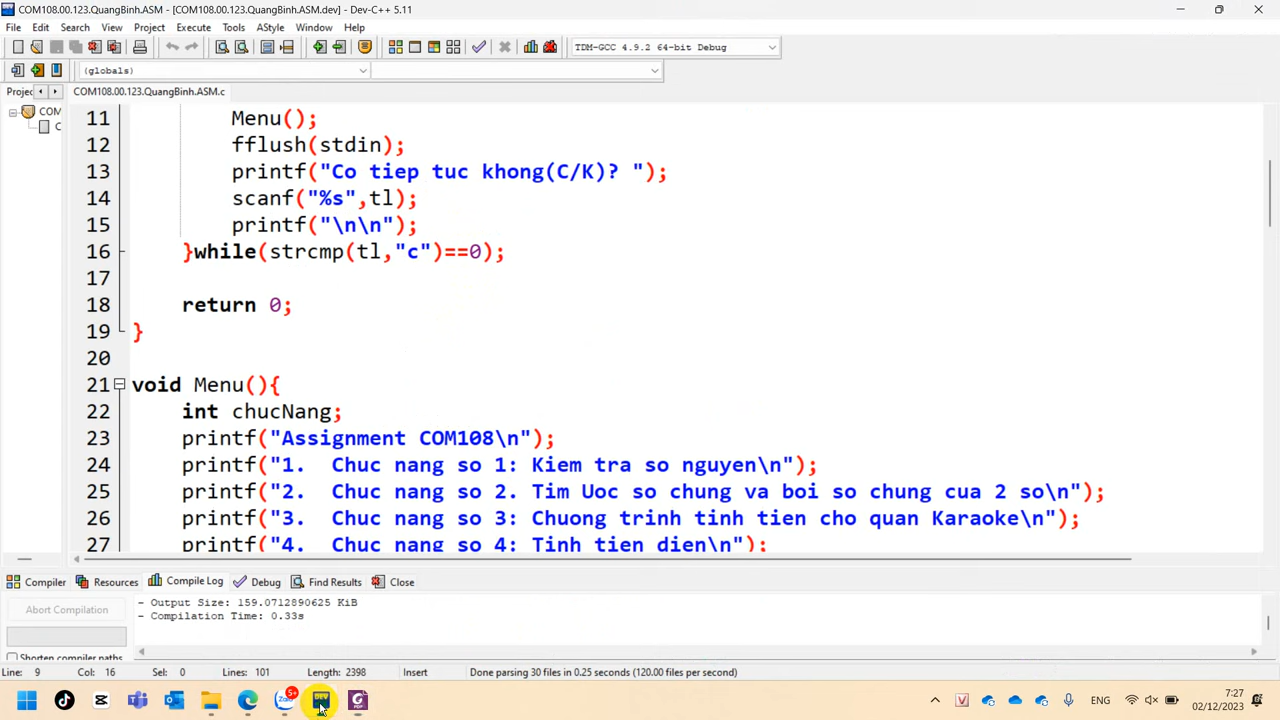 COM108.00.123.QuangBinh.ASM - [COM108.00.123.QuangBinh.ASM.dev] - Dev-C++ 5.11
File Edit Search View Project Execute Tools AStyle Window Help
TDM-GCC 4.9.2 64-bit Debug
(globals)
Projec COM108.00.123.QuangBinh.ASM.c
COM
C
11 Menu();
12 fflush(stdin);
13 printf("Co tiep tuc khong(C/K)? ");
14 scanf("%s",tl);
15 printf("\n\n");
16 }while(strcmp(tl,"c")==0);
17
18 return 0;
19 }
20
21 void Menu(){
22 int chucNang;
23 printf("Assignment COM108\n");
24 printf("1. Chuc nang so 1: Kiem tra so nguyen\n");
25 printf("2. Chuc nang so 2. Tim Uoc so chung va boi so chung cua 2 so\n");
26 printf("3. Chuc nang so 3: Chuong trinh tinh tien cho quan Karaoke\n");
27 printf("4. Chuc nang so 4: Tinh tien dien\n");
Compiler Resources Compile Log Debug Find Results Close
Abort Compilation
- Output Size: 159.0712890625 KiB
- Compilation Time: 0.33s
Shorten compiler paths
Line: 9 Col: 16 Sel: 0 Lines: 101 Length: 2398 Insert Done parsing 30 files in 0.25 seconds (120.00 files per second)
5+
Zalo
DEV
PDF
V
ENG
7:27
02/12/2023